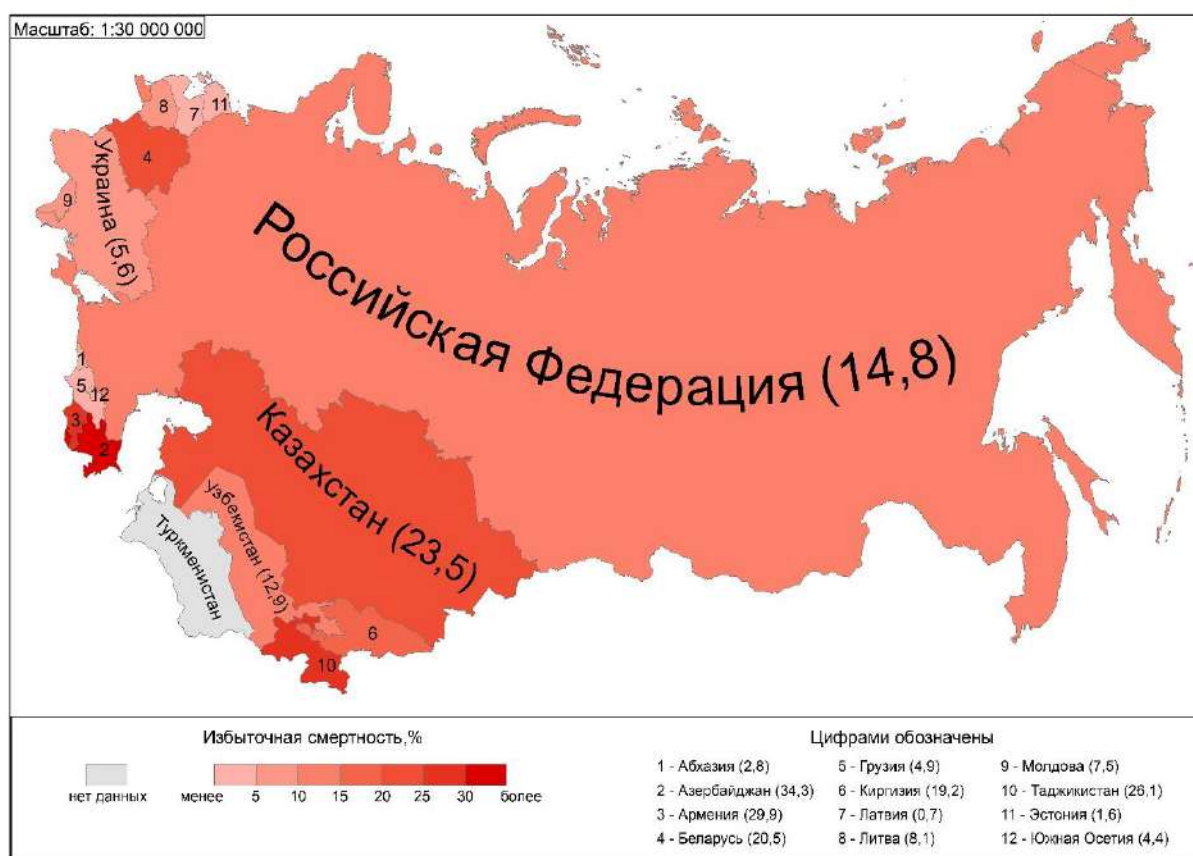 Масштаб: 1:30 000 000
8
7
11
4
Украина (5,6)
9
Российская Федерация (14,8)
1
5
12
3
2
Казахстан (23,5)
Узбекистан (12,9)
Туркменистан
6
10
Избыточная смертность,%
нет данных
менее 5 10 15 20 25 30 более
Цифрами обозначены
1 - Абхазия (2,8) 5 - Грузия (4,9) 9 - Молдова (7,5)
2 - Азербайджан (34,3) 6 - Киргизия (19,2) 10 - Таджикистан (26,1)
3 - Армения (29,9) 7 - Латвия (0,7) 11 - Эстония (1,6)
4 - Беларусь (20,5) 8 - Литва (8,1) 12 - Южная Осетия (4,4)